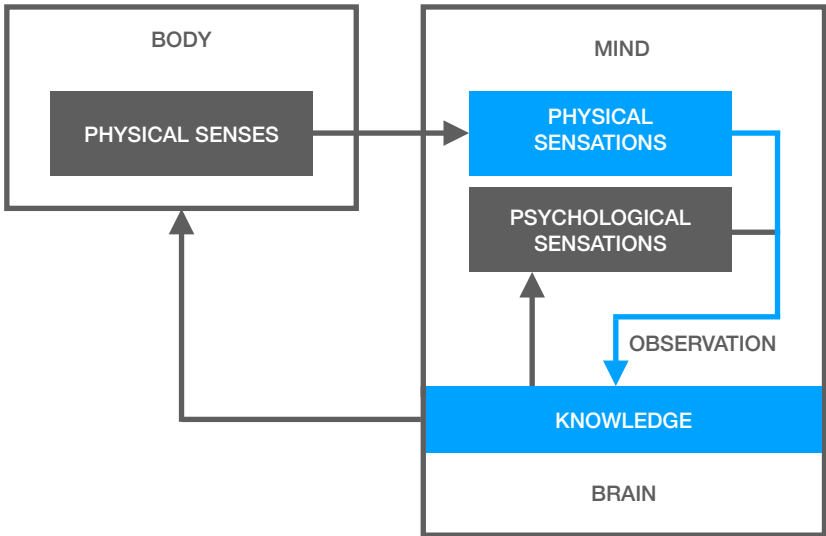 BODY
MIND
PHYSICAL SENSES
PHYSICAL
SENSATIONS
PSYCHOLOGICAL
SENSATIONS
OBSERVATION
KNOWLEDGE
BRAIN